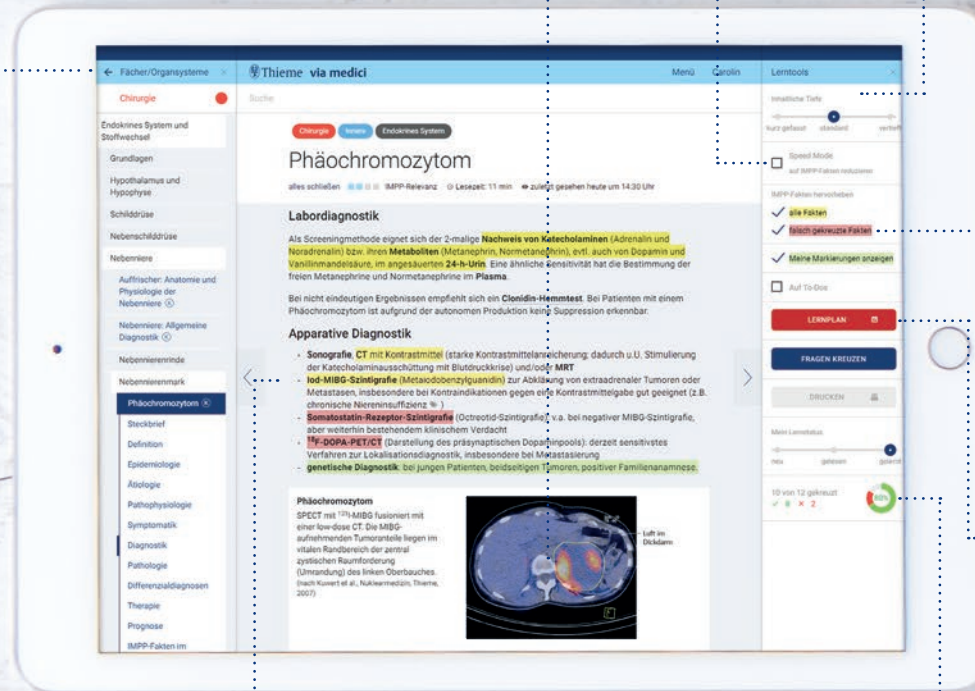 ← Fächer/Organsysteme ×
Chirurgie
Endokrines System und
Stoffwechsel
Grundlagen
Hypothalamus und
Hypophyse
Schilddrüse
Nebenschilddrüse
Nebenniere
Auffrischer: Anatomie und
Physiologie der
Nebenniere
Nebenniere: Allgemeine
Diagnostik
Nebennierenrinde
Nebennierenmark
Phäochromozytom
Steckbrief
Definition
Epidemiologie
Ätiologie
Pathophysiologie
Symptomatik
Diagnostik
Pathologie
Differenzialdiagnosen
Therapie
Prognose
IMPP-Fakten im
Thieme via medici
Menü Carolin
Suche
Chirurgie Innere Endokrines System
Phäochromozytom
alles schließen IMPP-Relevanz Lesezeit: 11 min zuletzt gesehen heute um 14:30 Uhr
Labordiagnostik
Als Screeningmethode eignet sich der 2-malige Nachweis von Katecholaminen (Adrenalin und
Noradrenalin) bzw. ihren Metaboliten (Metanephrin, Normetanephrin), evtl. auch von Dopamin und
Vanillinmandelsäure, im angesäuerten 24-h-Urin. Eine ähnliche Sensitivität hat die Bestimmung der
freien Metanephrine und Normetanephrine im Plasma.
Bei nicht eindeutigen Ergebnissen empfiehlt sich ein Clonidin-Hemmtest. Bei Patienten mit einem
Phäochromozytom ist aufgrund der autonomen Produktion keine Suppression erkennbar.
Apparative Diagnostik
- Sonografie, CT mit Kontrastmittel (starke Kontrastmittelanreicherung; dadurch u.U. Stimulierung
der Katecholaminausschüttung mit Blutdruckkrise) und/oder MRT
- Iod-MIBG-Szintigrafie (Metaiodobenzylguanidin) zur Abklärung von extraadrenaler Tumoren oder
Metastasen, insbesondere bei Kontraindikationen gegen eine Kontrastmittelgabe gut geeignet (z.B.
chronische Niereninsuffizienz)
- Somatostatin-Rezeptor-Szintigrafie (Octreotid-Szintigrafie): v.a. bei negativer MIBG-Szintigrafie,
aber weiterhin bestehendem klinischem Verdacht
- ¹⁸F-DOPA-PET/CT (Darstellung des präsynaptischen Dopaminpools): derzeit sensitivstes
Verfahren zur Lokalisationsdiagnostik, insbesondere bei Metastasierung
- genetische Diagnostik: bei jungen Patienten, beidseitigen Tumoren, positiver Familienanamnese.
Phäochromozytom
SPECT mit ¹²³I-MIBG fusioniert mit
einer low-dose CT. Die MIBG-
aufnehmenden Tumoranteile liegen im
vitalen Randbereich der zentral
zystischen Raumforderung
(Umrandung) des linken Oberbauches.
(nach Kuwert et al., Nuklearmedizin, Thieme,
2007)
Luft im
Dickdarm
F
Lerntools ×
Inhaltliche Tiefe
kurz gefasst standard vertieft
Speed Mode
auf IMPP-Fakten reduzieren
IMPP-Fakten hervorheben
alle Fakten
falsch gekreuzte Fakten
Meine Markierungen anzeigen
Auf To-Dos
LERNPLAN
FRAGEN KREUZEN
DRUCKEN
Mein Lernstatus
neu gelesen gelernt
10 von 12 gekreuzt
✓ 8 × 2
80%